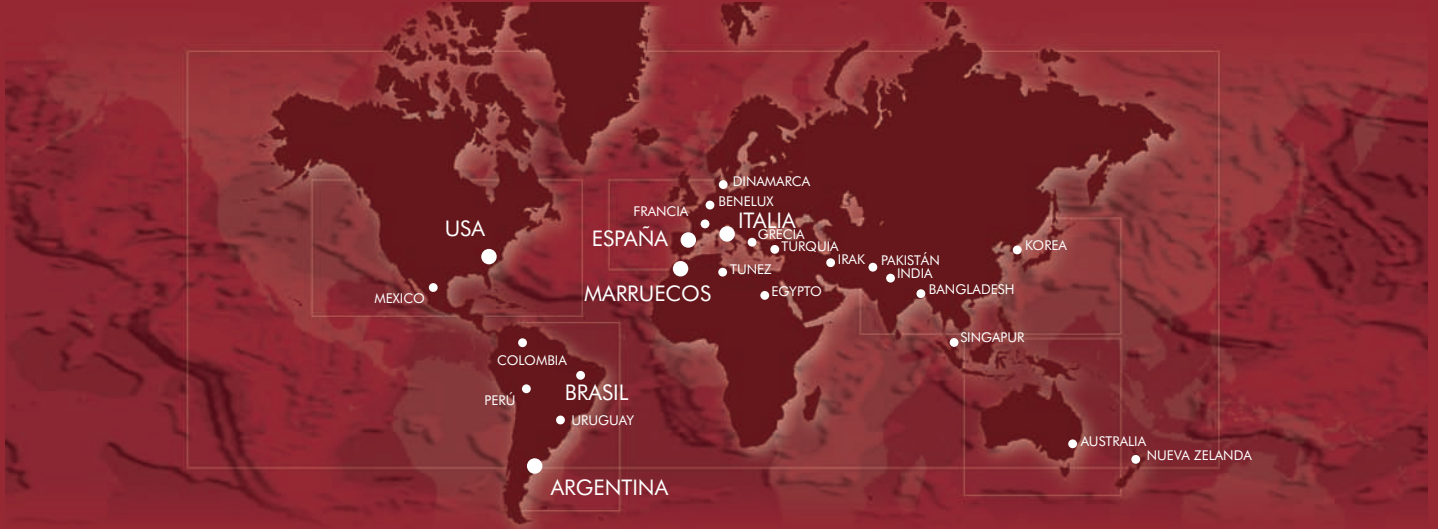 DINAMARCA
BENELUX
FRANCIA
ITALIA
USA
ESPAÑA
GRECIA
TURQUIA
KOREA
IRAK
PAKISTÁN
INDIA
TUNEZ
MARRUECOS
EGYPTO
BANGLADESH
MEXICO
SINGAPUR
COLOMBIA
BRASIL
PERÚ
URUGUAY
AUSTRALIA
NUEVA ZELANDA
ARGENTINA